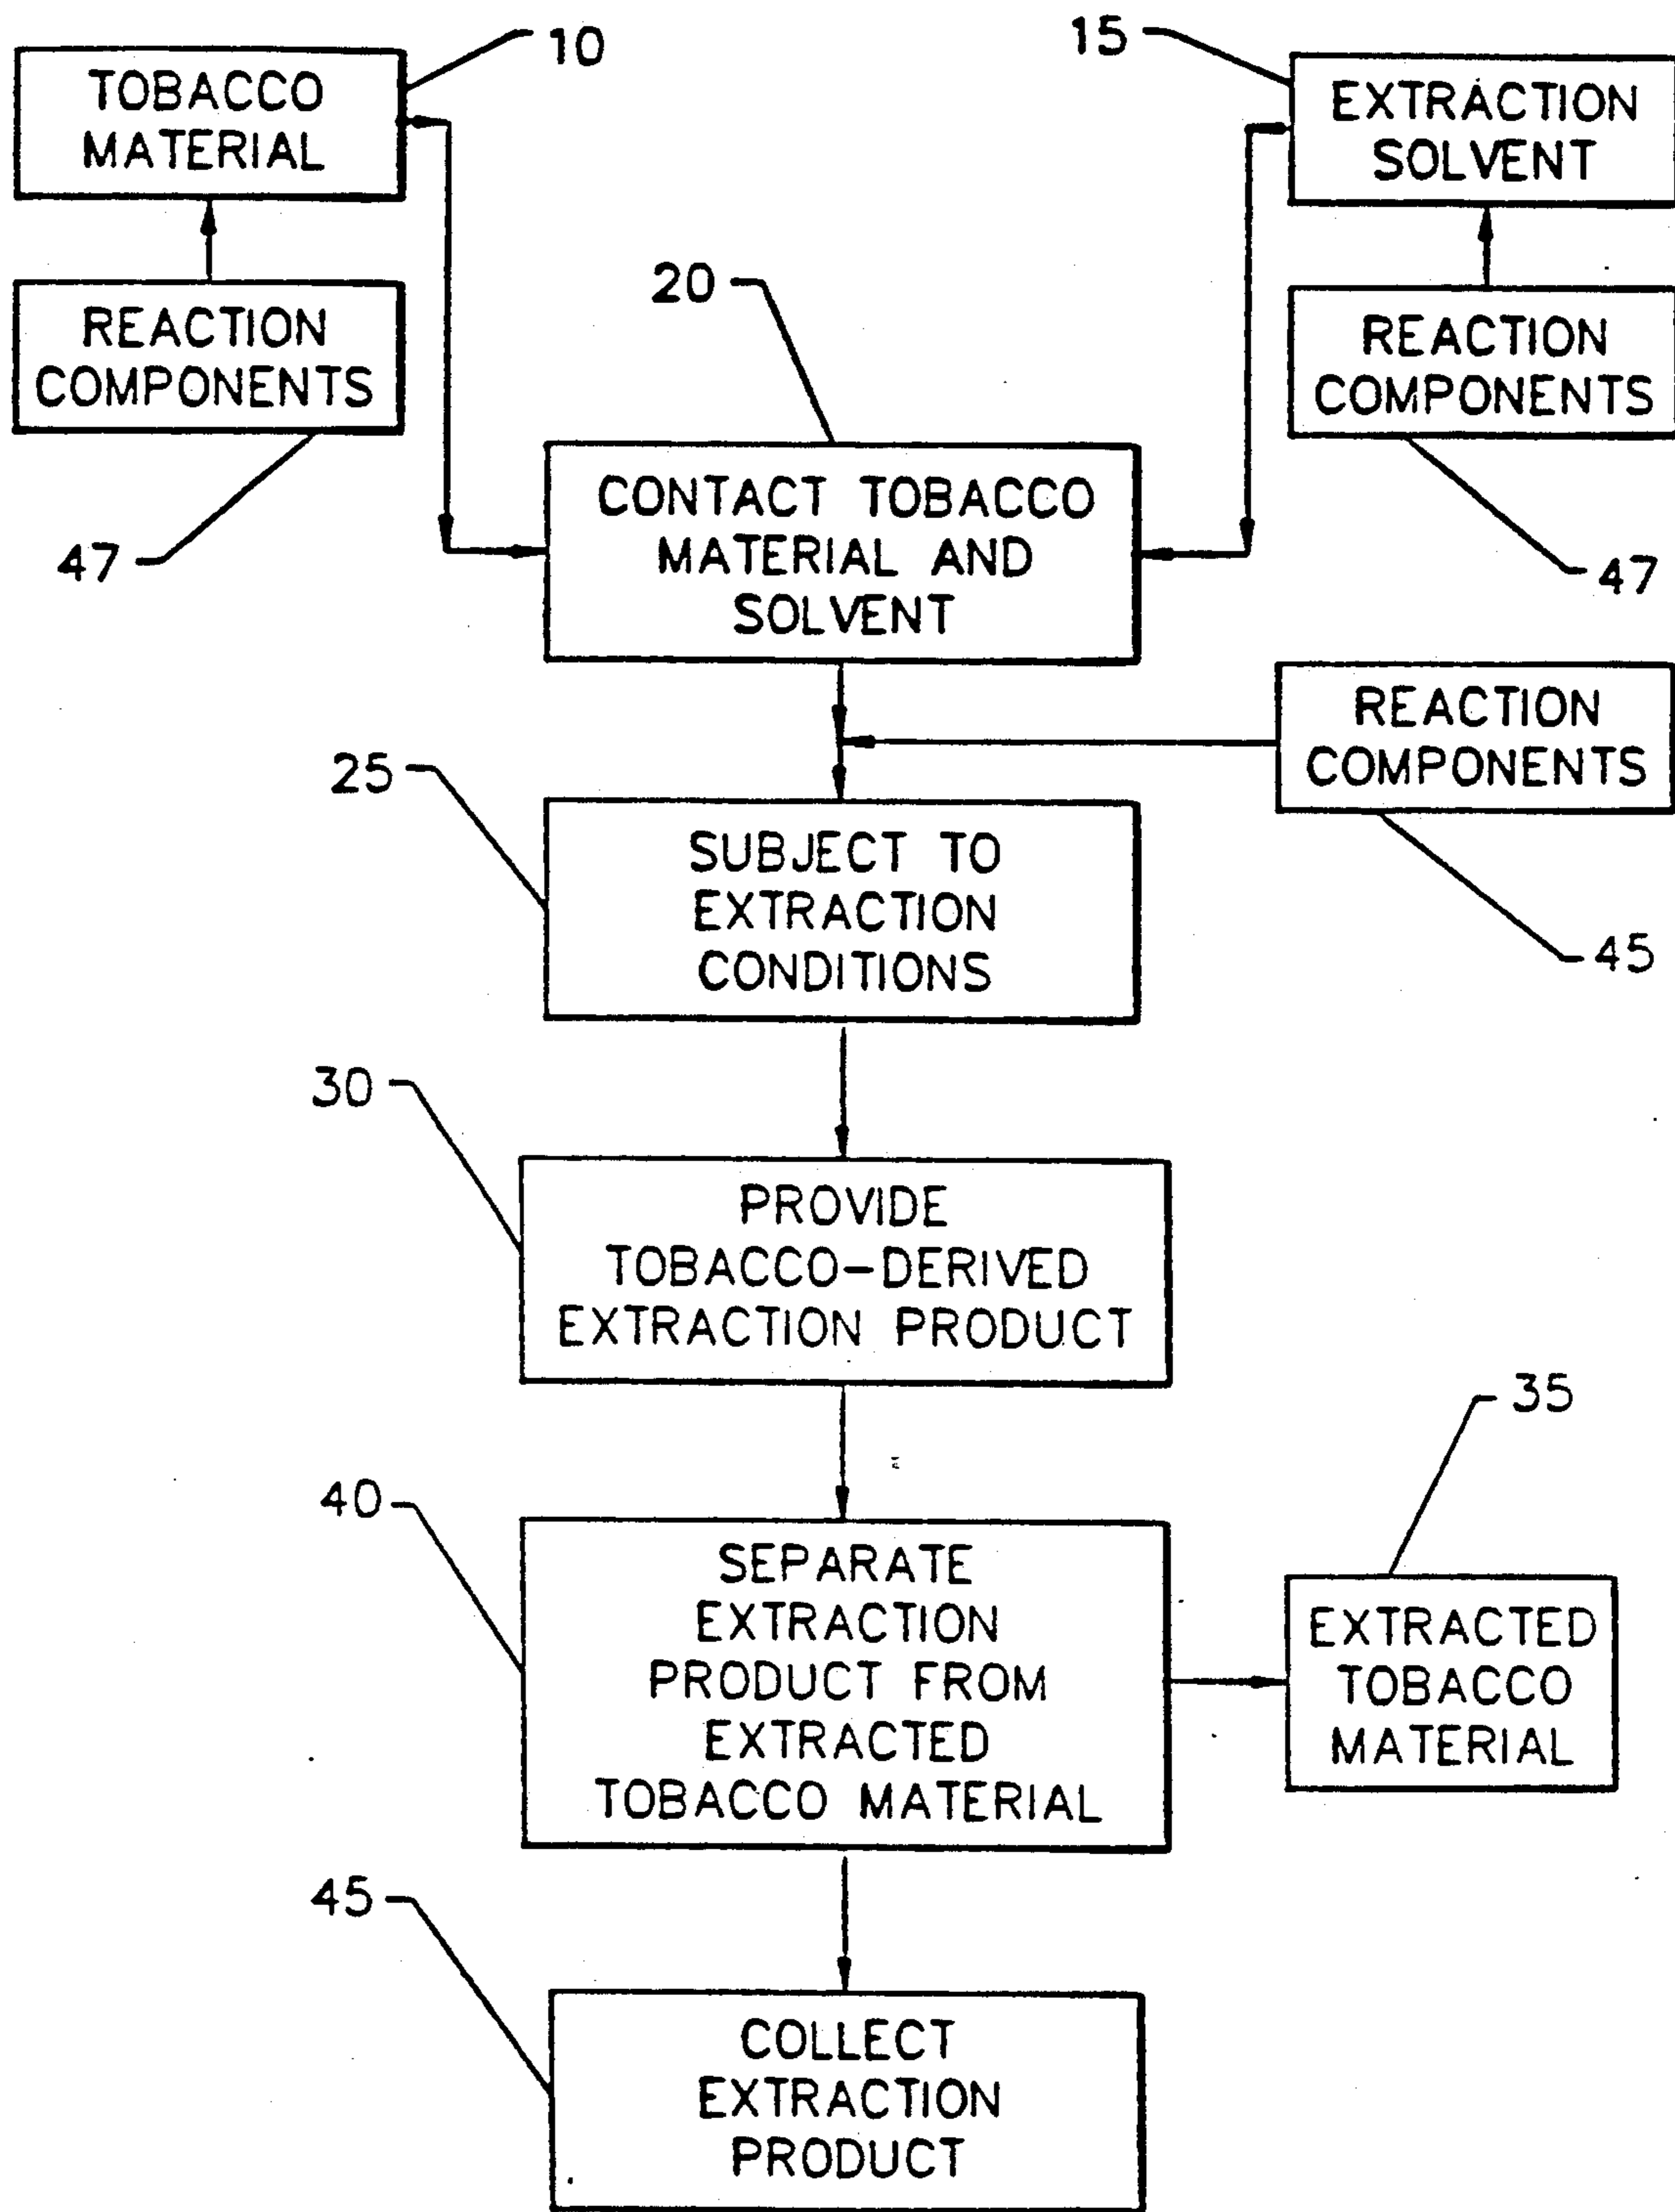 10
15
TOBACCO
MATERIAL
EXTRACTION
SOLVENT
REACTION
COMPONENTS
20
REACTION
COMPONENTS
47
CONTACT TOBACCO
MATERIAL AND
SOLVENT
47
REACTION
COMPONENTS
25
SUBJECT TO
EXTRACTION
CONDITIONS
45
30
PROVIDE
TOBACCO-DERIVED
EXTRACTION PRODUCT
35
40
SEPARATE
EXTRACTION
PRODUCT FROM
EXTRACTED
TOBACCO MATERIAL
EXTRACTED
TOBACCO
MATERIAL
45
COLLECT
EXTRACTION
PRODUCT